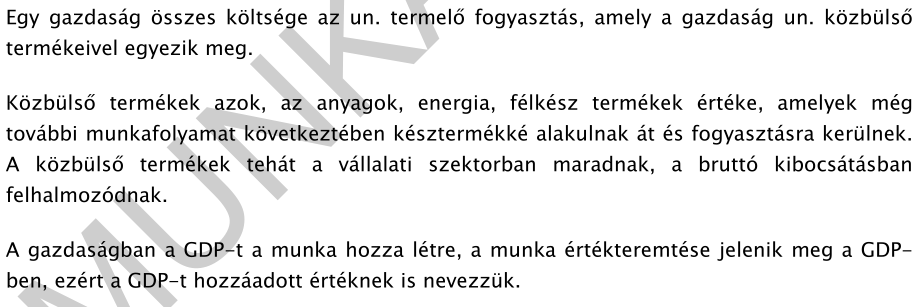 Egy gazdaság összes költsége az un. termelő fogyasztás, amely a gazdaság un. közbülső
termékeivel egyezik meg.
Közbülső termékek azok, az anyagok, energia, félkész termékek értéke, amelyek még
további munkafolyamat következtében késztermékké alakulnak át és fogyasztásra kerülnek.
A közbülső termékek tehát a vállalati szektorban maradnak, a bruttó kibocsátásban
felhalmozódnak.
A gazdaságban a GDP-t a munka hozza létre, a munka értékteremtése jelenik meg a GDP-
ben, ezért a GDP-t hozzáadott értéknek is nevezzük.
MUNKA